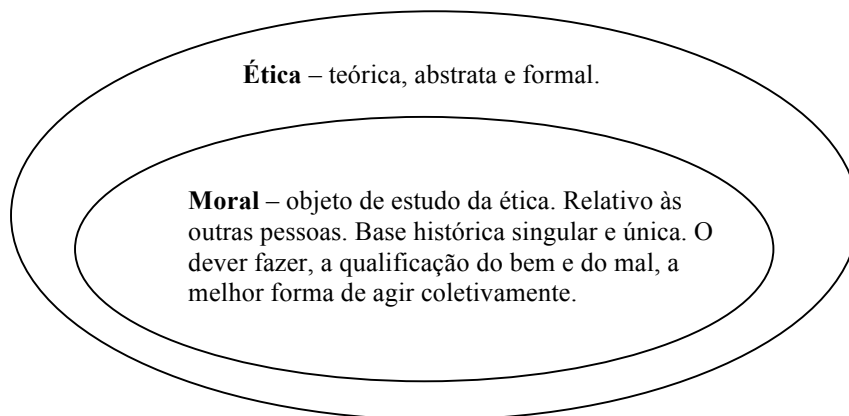 Ética – teórica, abstrata e formal.
Moral – objeto de estudo da ética. Relativo às
outras pessoas. Base histórica singular e única. O
dever fazer, a qualificação do bem e do mal, a
melhor forma de agir coletivamente.